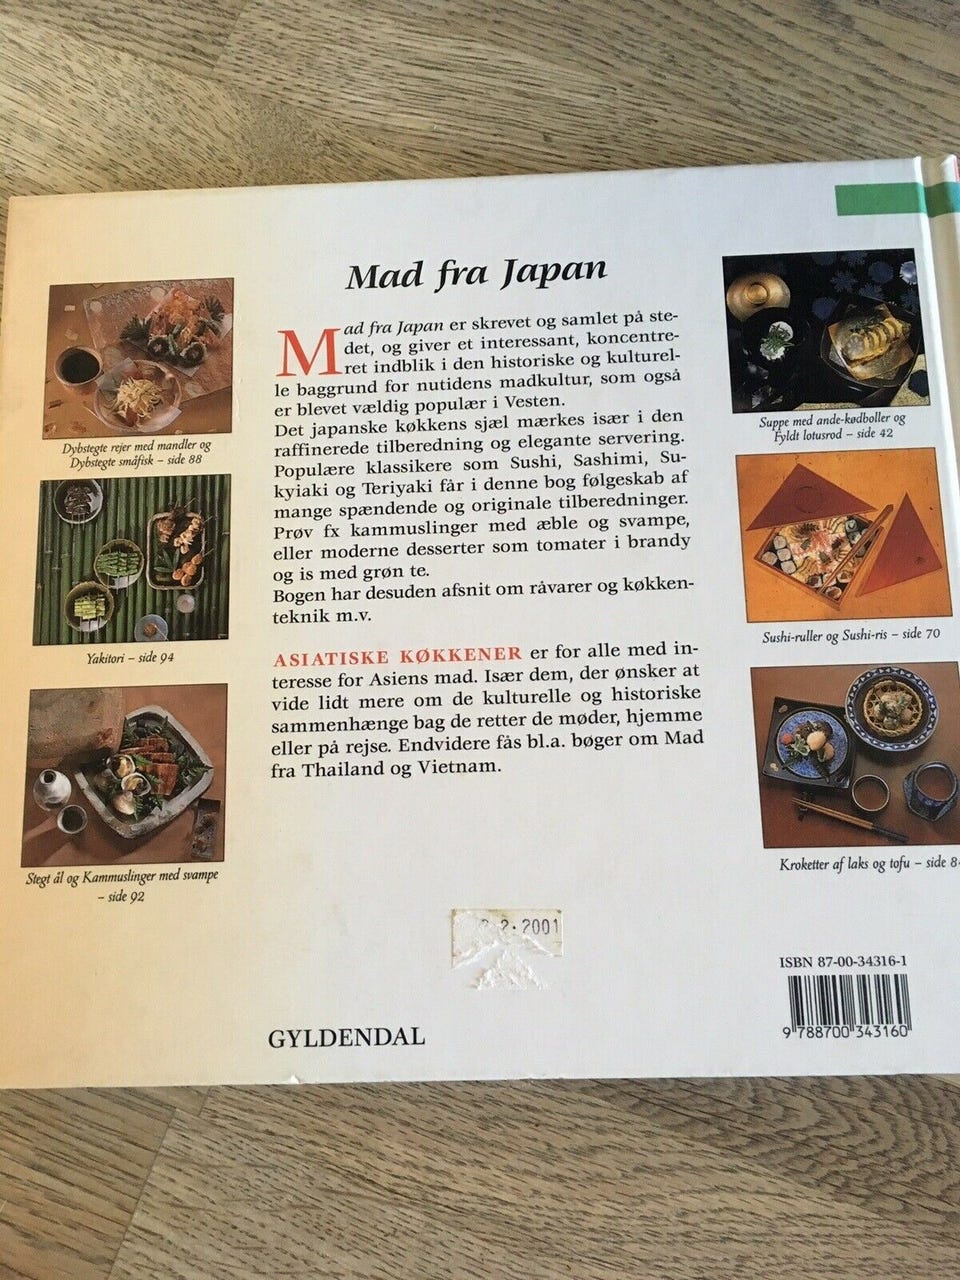 Mad fra Japan
Mad fra Japan er skrevet og samlet på ste-
det, og giver et interessant, koncentre-
ret indblik i den historiske og kulturel-
le baggrund for nutidens madkultur, som også
er blevet vældig populær i Vesten.
Det japanske køkkens sjæl mærkes især i den
raffinerede tilberedning og elegante servering.
Populære klassikere som Sushi, Sashimi, Su-
kyiaki og Teriyaki får i denne bog følgeskab af
mange spændende og originale tilberedninger.
Prøv fx kammuslinger med æble og svampe,
eller moderne desserter som tomater i brandy
og is med grøn te.
Bogen har desuden afsnit om råvarer og køkken-
teknik m.v.
ASIATISKE KØKKENER er for alle med in-
teresse for Asiens mad. Især dem, der ønsker at
vide lidt mere om de kulturelle og historiske
sammenhænge bag de retter de møder, hjemme
eller på rejse. Endvidere fås bl.a. bøger om Mad
fra Thailand og Vietnam.
Dybstegte rejer med mandler og
Dybstegte småfisk – side 88
Yakitori – side 94
Stegt ål og Kammuslinger med svampe
– side 92
Suppe med ande-kødboller og
Fyldt lotusrod – side 42
Sushi-ruller og Sushi-ris – side 70
Kroketter af laks og tofu – side
2.2001
GYLDENDAL
ISBN 87-00-34316-1
9 788700 343160